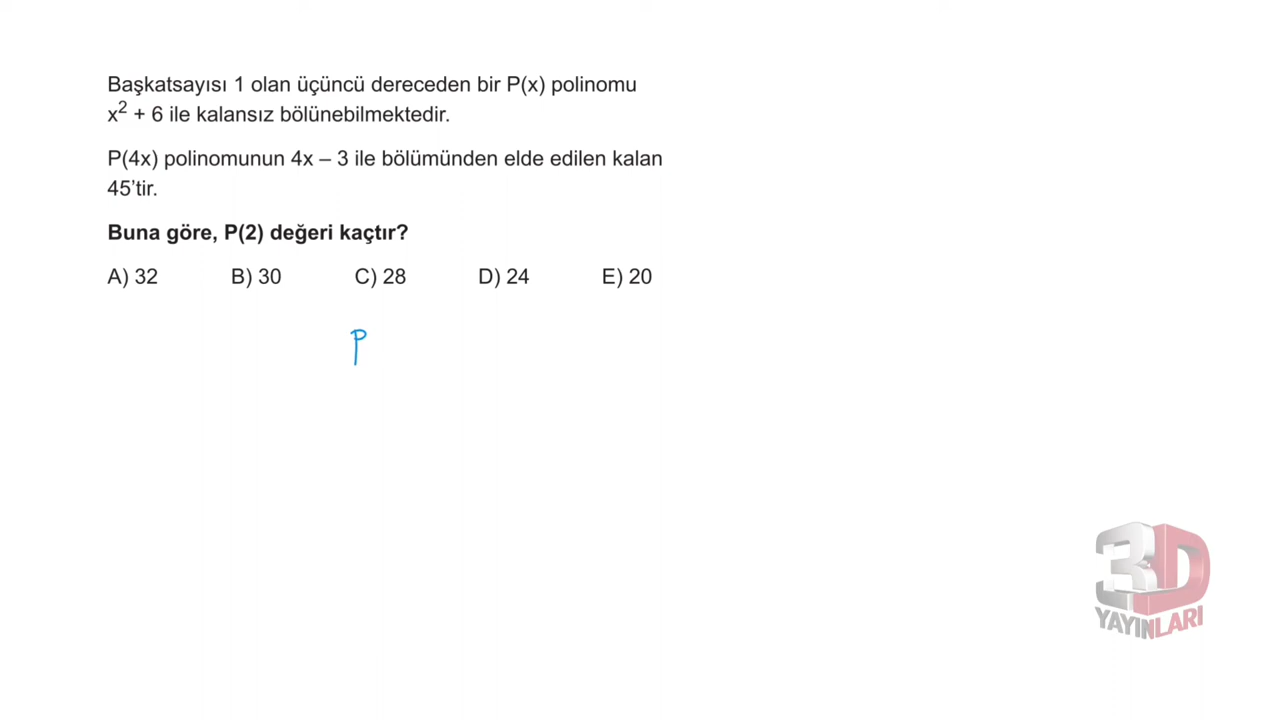 Başkatsayısı 1 olan üçüncü dereceden bir P(x) polinomu
x² + 6 ile kalansız bölünebilmektedir.
P(4x) polinomunun 4x – 3 ile bölümünden elde edilen kalan
45’tir.
Buna göre, P(2) değeri kaçtır?
A) 32 B) 30 C) 28 D) 24 E) 20
P
3D
YAYINLARI